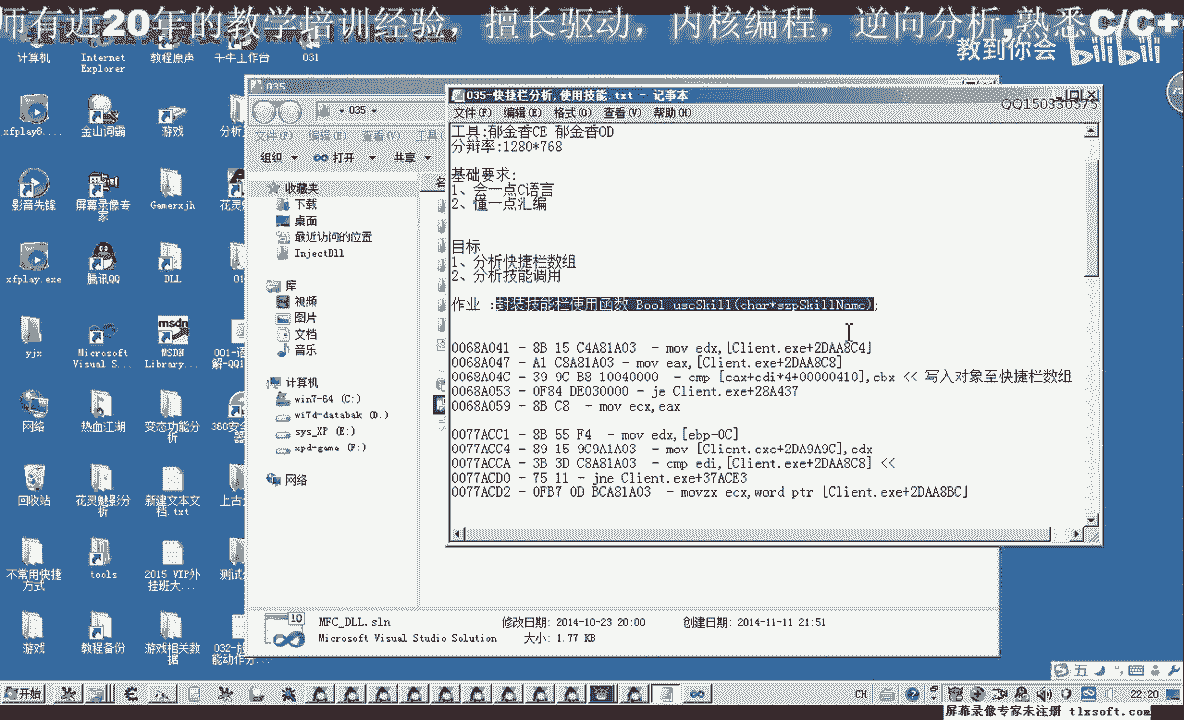 师有近20年的教学培训经验，擅长驱动，内核编程，逆向分析,熟悉C/C+
教到你会 bilibili
计算机
Internet Explorer
教程原声
千千工作台
031
035
035-快捷栏分析,使用技能.txt - 记事本
QQ150330575
文件(F) 编辑(E) 格式(O) 查看(V) 帮助(H)
工具:郁金香CE 郁金香OD
分辩率:1280*768
基础要求:
1、会一点C语言
2、懂一点汇编
目标
1、分析快捷栏数组
2、分析技能调用
作业 :封装技能栏使用函数 Bool useSkill(char*szpSkillName);
0068A041 - 8B 15 C4A81A03  - mov edx,[Client.exe+2DAA8C4]
0068A047 - A1 C8A81A03 - mov eax,[Client.exe+2DAA8C8]
0068A04C - 39 9C B8 10040000  - cmp [eax+edi*4+00000410],ebx << 写入对象至快捷栏数组
0068A053 - 0F84 DE030000 - je Client.exe+28A437
0068A059 - 8B C8  - mov ecx,eax
0077ACC1 - 8B 55 F4  - mov edx,[ebp-0C]
0077ACC4 - 89 15 9C9A1A03  - mov [Client.exe+2DA9A9C],edx
0077ACCA - 3B 3D C8A81A03  - cmp edi,[Client.exe+2DAA8C8] <<
0077ACD0 - 75 11 - jne Client.exe+37ACE3
0077ACD2 - 0FB7 0D BCA81A03  - movzx ecx,word ptr [Client.exe+2DAA8BC]
文件(F) 编辑(E) 查看(V) 工具(
组织 打开 共享
收藏夹
下载
桌面
最近访问的位置
InjectDll
库
视频
图片
文档
音乐
计算机
win7-64 (C:)
wi7d-databak (D:)
sys_XP (E:)
xpd-game (F:)
网络
MFC_DLL.sln 修改日期: 2014-10-23 20:00 创建日期: 2014-11-11 21:51
Microsoft Visual Studio Solution 大小: 1.77 KB
xfplay6....
金山词霸
游戏
分析
影音先锋
屏幕录像专家
Gamerxjh
花灵
xfplay.exe
腾讯QQ
DLL
yjx
Microsoft Visual S...
MSDN Library...
网络
热血江湖
变态功能分析
回收站
花灵魅影分析
新建文本文档.txt
上古
不常用快捷方式
tools
2015 VIP外挂班大...
测试
游戏
教程备份
游戏相关数据
开始
CH
22:20
屏幕录像专家未注册 tlxsoft.com